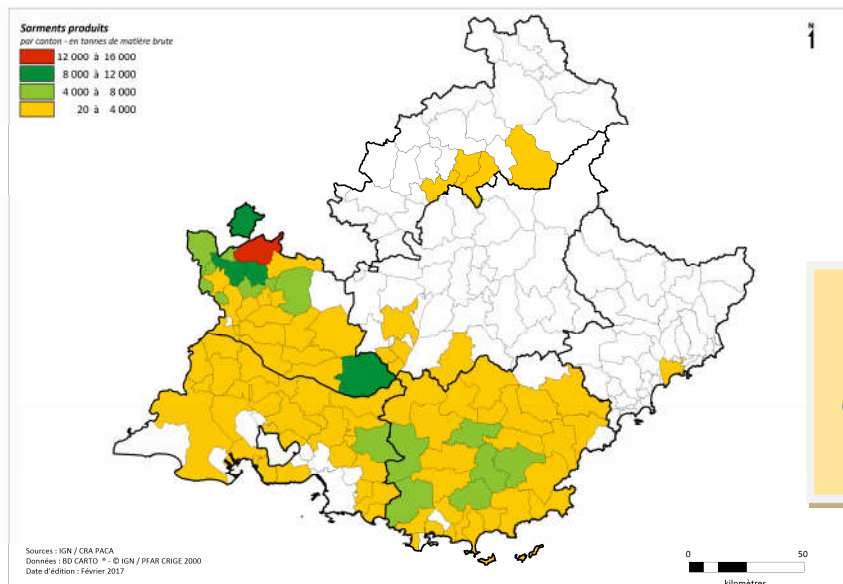 Sarments produits
par canton - en tonnes de matière brute
12 000 à 16 000
8 000 à 12 000
4 000 à 8 000
20 à 4 000
N
Sources : IGN / CRA PACA
Données : BD CARTO ® - © IGN / PFAR CRIGE 2000
Date d'édition : Février 2017
0 50
kilomètres